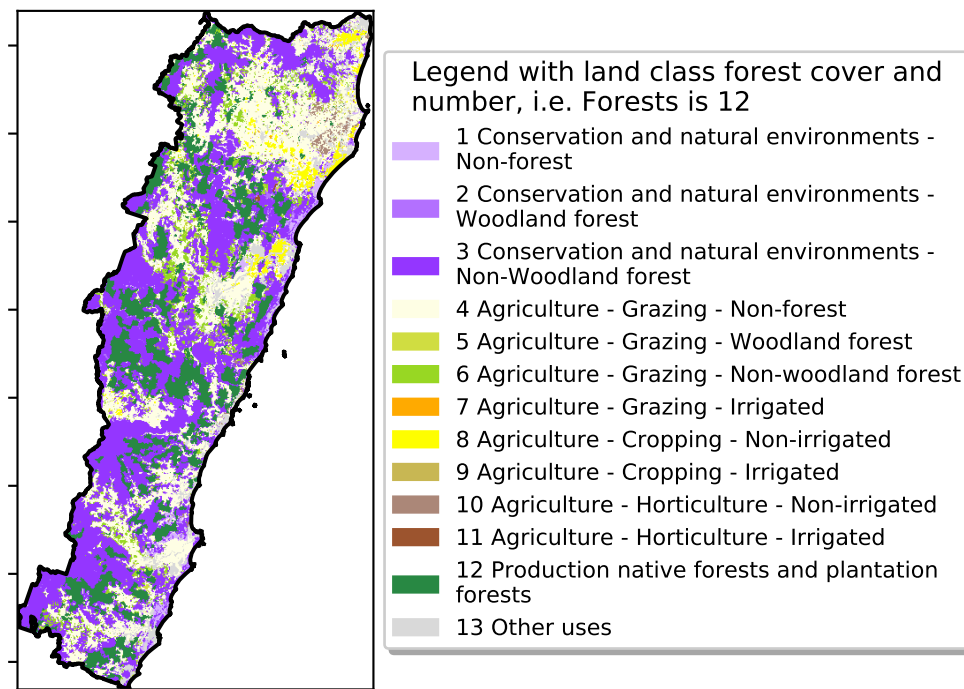 Legend with land class forest cover and
number, i.e. Forests is 12
1 Conservation and natural environments -
Non-forest
2 Conservation and natural environments -
Woodland forest
3 Conservation and natural environments -
Non-Woodland forest
4 Agriculture - Grazing - Non-forest
5 Agriculture - Grazing - Woodland forest
6 Agriculture - Grazing - Non-woodland forest
7 Agriculture - Grazing - Irrigated
8 Agriculture - Cropping - Non-irrigated
9 Agriculture - Cropping - Irrigated
10 Agriculture - Horticulture - Non-irrigated
11 Agriculture - Horticulture - Irrigated
12 Production native forests and plantation
forests
13 Other uses